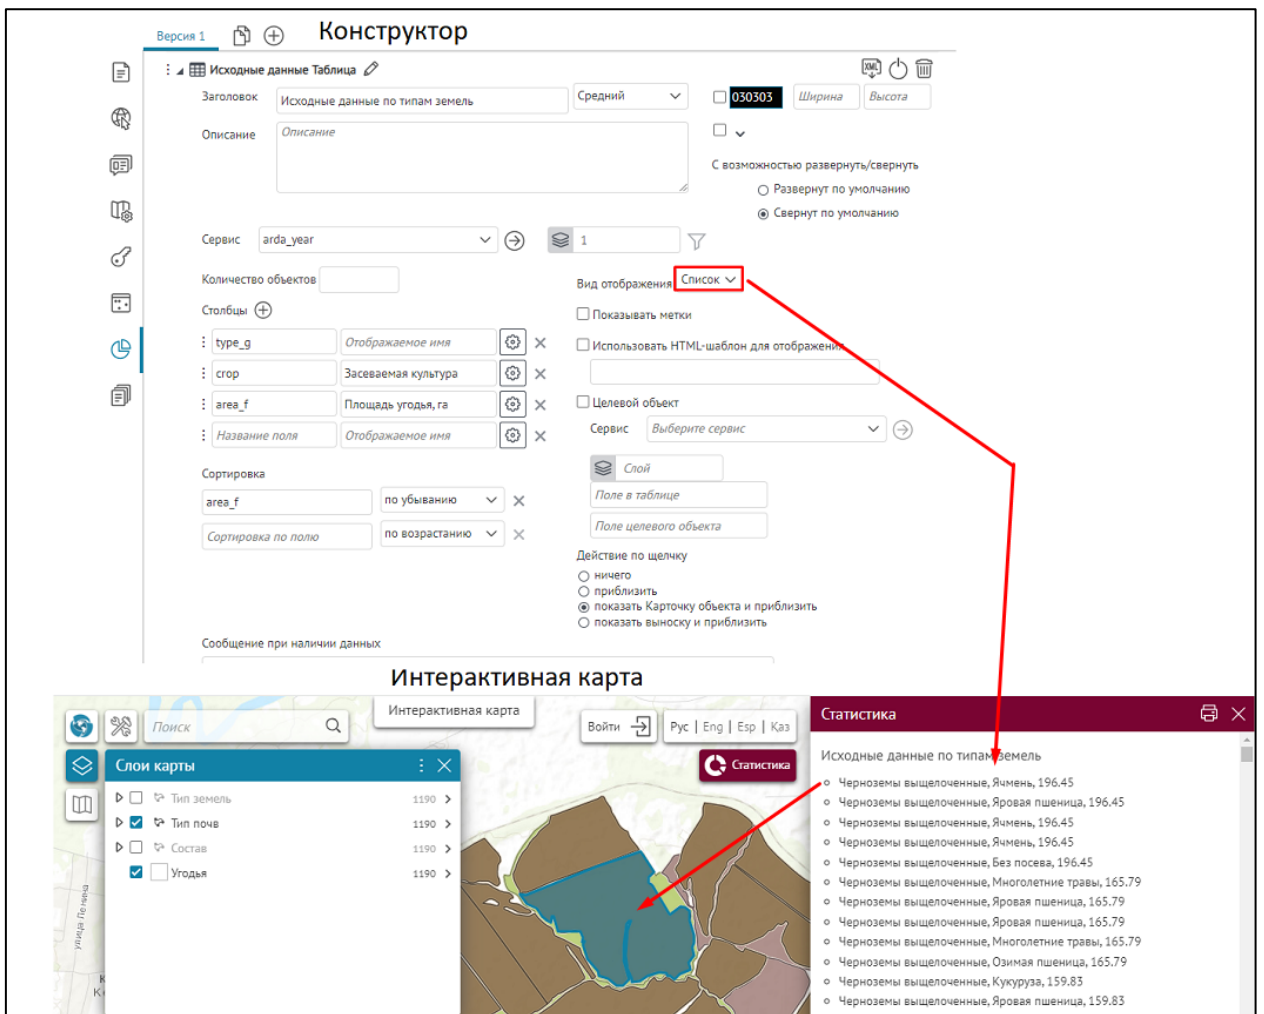 Версия 1
Конструктор
Исходные данные Таблица
XML
Заголовок
Исходные данные по типам земель
Средний
030303
Ширина
Высота
Описание
Описание
С возможностью развернуть/свернуть
Развернут по умолчанию
Свернут по умолчанию
Сервис
arda_year
1
Количество объектов
Вид отображения
Список
Столбцы
Показывать метки
type_g
Отображаемое имя
Использовать HTML-шаблон для отображения
crop
Засеваемая культура
area_f
Площадь угодья, га
Целевой объект
Название поля
Отображаемое имя
Сервис
Выберите сервис
Слой
Сортировка
Поле в таблице
area_f
по убыванию
Поле целевого объекта
Сортировка по полю
по возрастанию
Действие по щелчку
ничего
приблизить
показать Карточку объекта и приблизить
показать выноску и приблизить
Сообщение при наличии данных
Интерактивная карта
Поиск
Интерактивная карта
Войти
Рус | Eng | Esp | Каз
Статистика
Слои карты
Статистика
Исходные данные по типам земель
Тип земель 1190
Тип почв 1190
Состав 1190
Угодья 1190
улица Ленина
Черноземы выщелоченные, Ячмень, 196.45
Черноземы выщелоченные, Яровая пшеница, 196.45
Черноземы выщелоченные, Ячмень, 196.45
Черноземы выщелоченные, Ячмень, 196.45
Черноземы выщелоченные, Без посева, 196.45
Черноземы выщелоченные, Многолетние травы, 165.79
Черноземы выщелоченные, Яровая пшеница, 165.79
Черноземы выщелоченные, Яровая пшеница, 165.79
Черноземы выщелоченные, Многолетние травы, 165.79
Черноземы выщелоченные, Озимая пшеница, 165.79
Черноземы выщелоченные, Кукуруза, 159.83
Черноземы выщелоченные, Яровая пшеница, 159.83